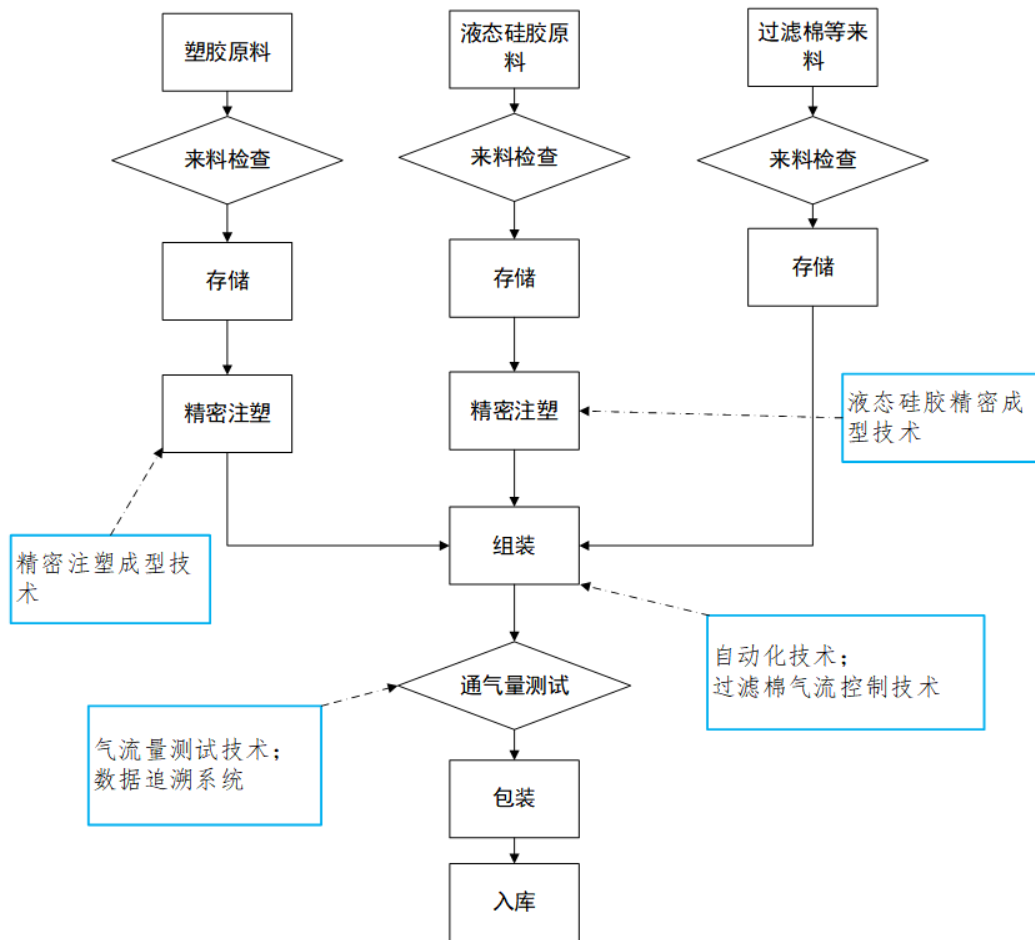 塑胶原料
液态硅胶原
料
过滤棉等来
料
来料检查
来料检查
来料检查
存储
存储
存储
精密注塑
精密注塑
液态硅胶精密成
型技术
精密注塑成型技
术
组装
自动化技术；
过滤棉气流控制技术
通气量测试
气流量测试技术；
数据追溯系统
包装
入库